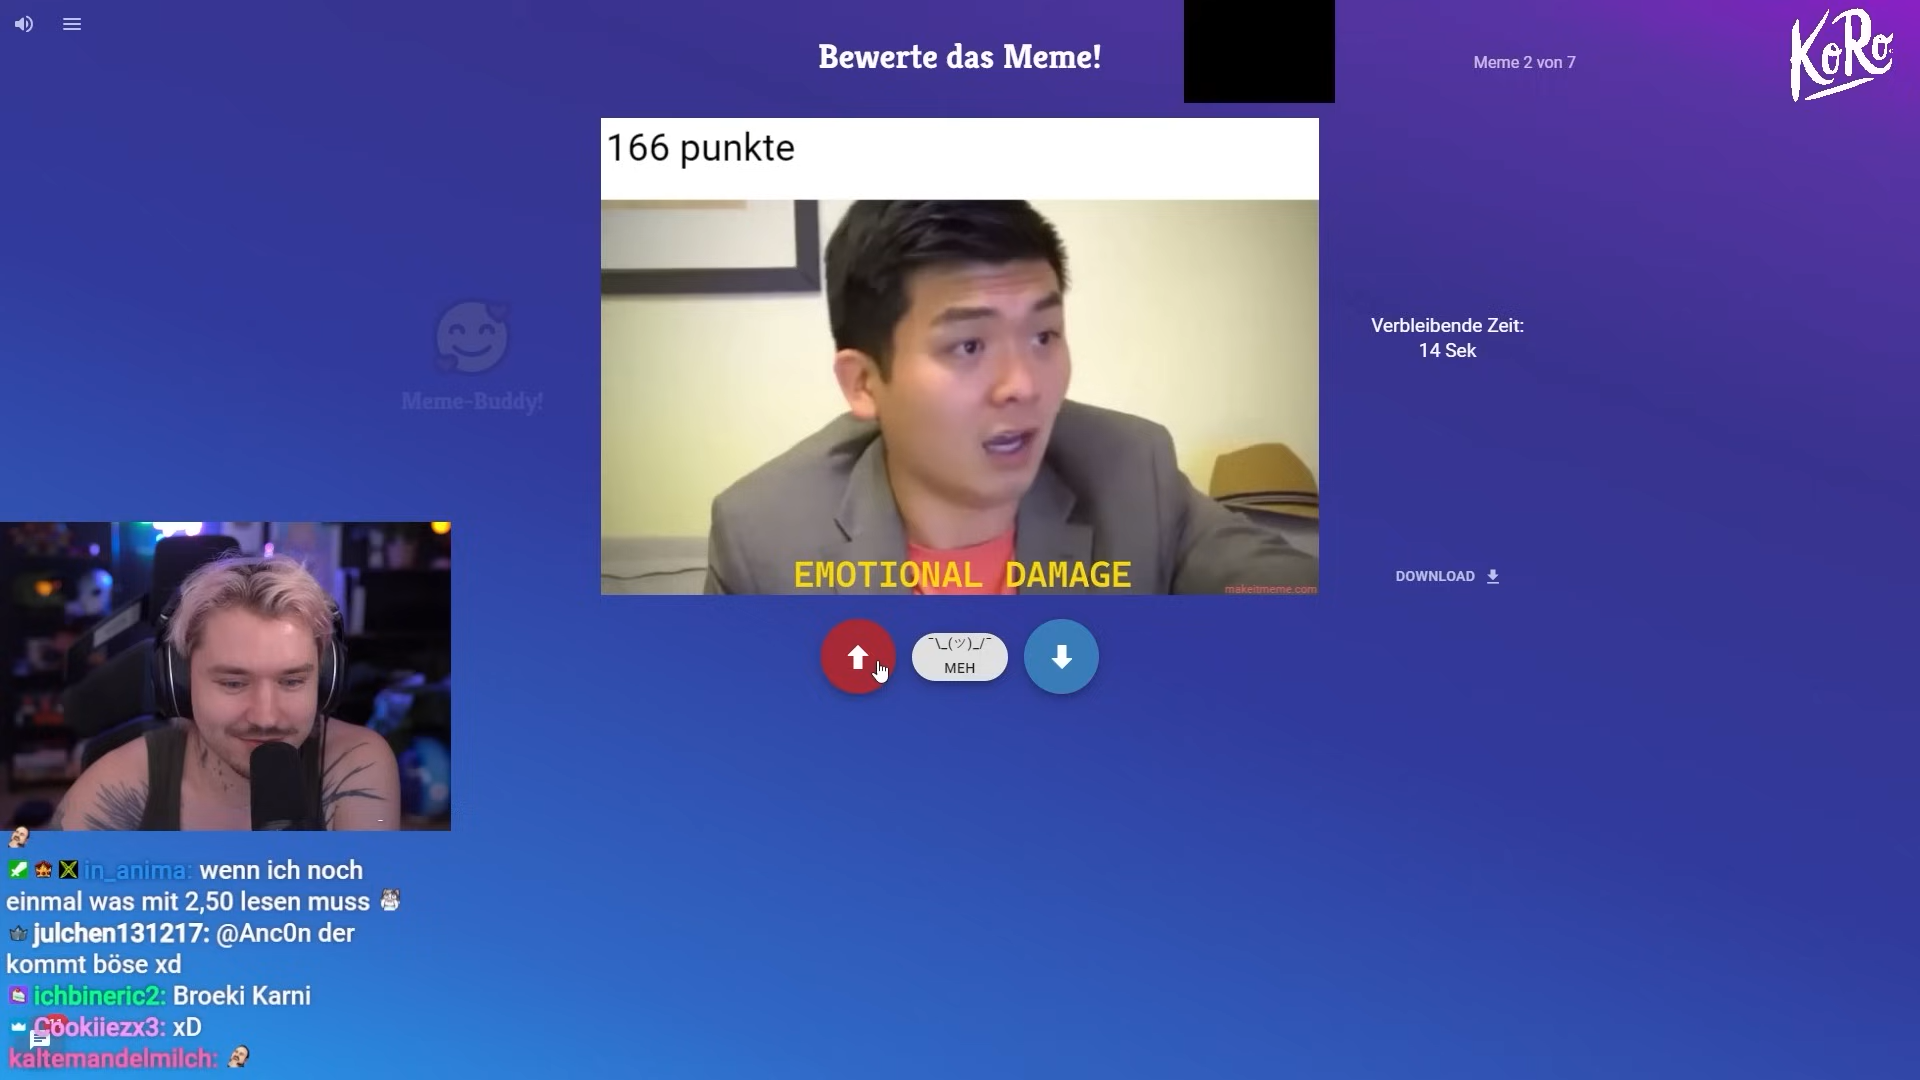 Bewerte das Meme!
Meme 2 von 7
KoRo
166 punkte
Meme-Buddy!
Verbleibende Zeit:
14 Sek
EMOTIONAL DAMAGE
makeitmeme.com
DOWNLOAD
¯\_(ツ)_/¯
MEH
in_anima: wenn ich noch
einmal was mit 2,50 lesen muss
julchen131217: @Anc0n der
kommt böse xd
ichbineric2: Broeki Karni
Cookiiezx3: xD
kaltemandelmilch: